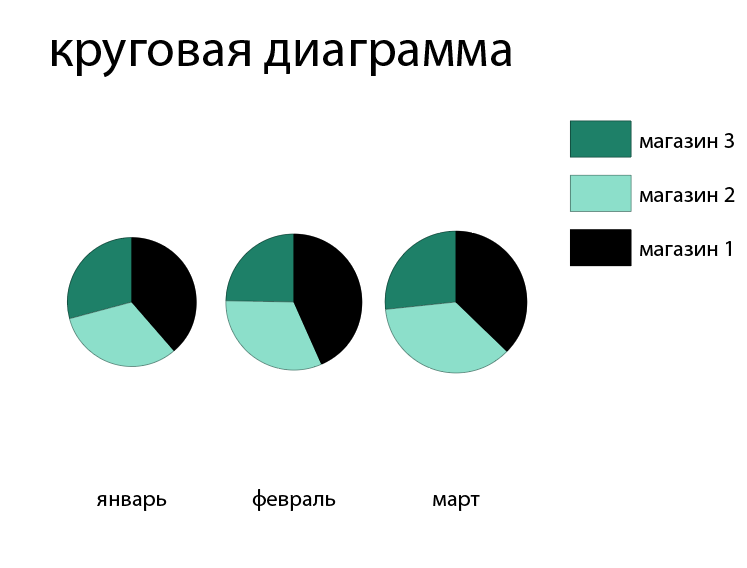 круговая диаграмма
магазин 3
магазин 2
магазин 1
январь
февраль
март